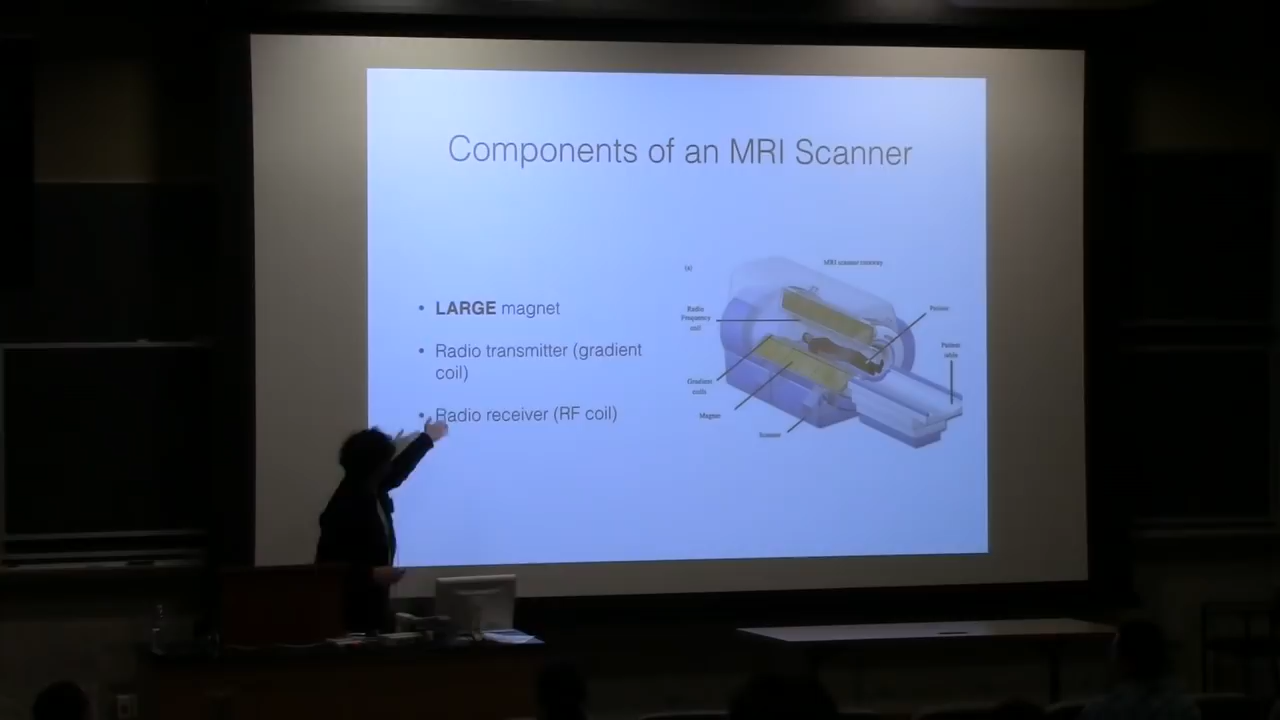 Components of an MRI Scanner
• LARGE magnet
• Radio transmitter (gradient
coil)
• Radio receiver (RF coil)
(a)
MRI scanner cutaway
Radio
Frequency
coil
Patient
Patient
table
Gradient
coils
Magnet
Scanner